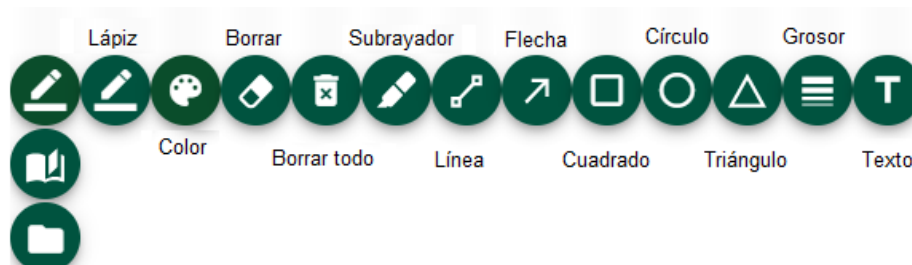 Lápiz Borrar Subrayador Flecha Círculo Grosor
T
Color Borrar todo Línea Cuadrado Triángulo Texto